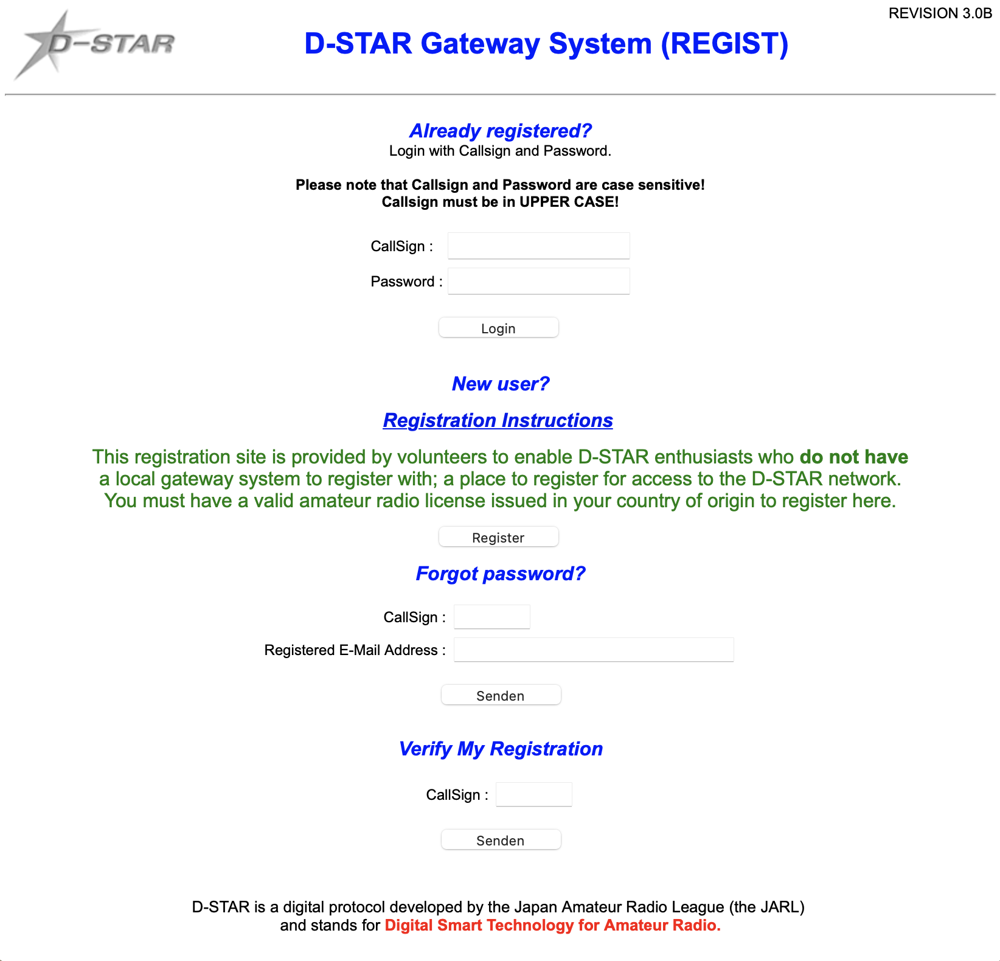 REVISION 3.0B
D-STAR
D-STAR Gateway System (REGIST)
Already registered?
Login with Callsign and Password.
Please note that Callsign and Password are case sensitive!
Callsign must be in UPPER CASE!
CallSign :
Password :
Login
New user?
Registration Instructions
This registration site is provided by volunteers to enable D-STAR enthusiasts who do not have
a local gateway system to register with; a place to register for access to the D-STAR network.
You must have a valid amateur radio license issued in your country of origin to register here.
Register
Forgot password?
CallSign :
Registered E-Mail Address :
Senden
Verify My Registration
CallSign :
Senden
D-STAR is a digital protocol developed by the Japan Amateur Radio League (the JARL)
and stands for Digital Smart Technology for Amateur Radio.